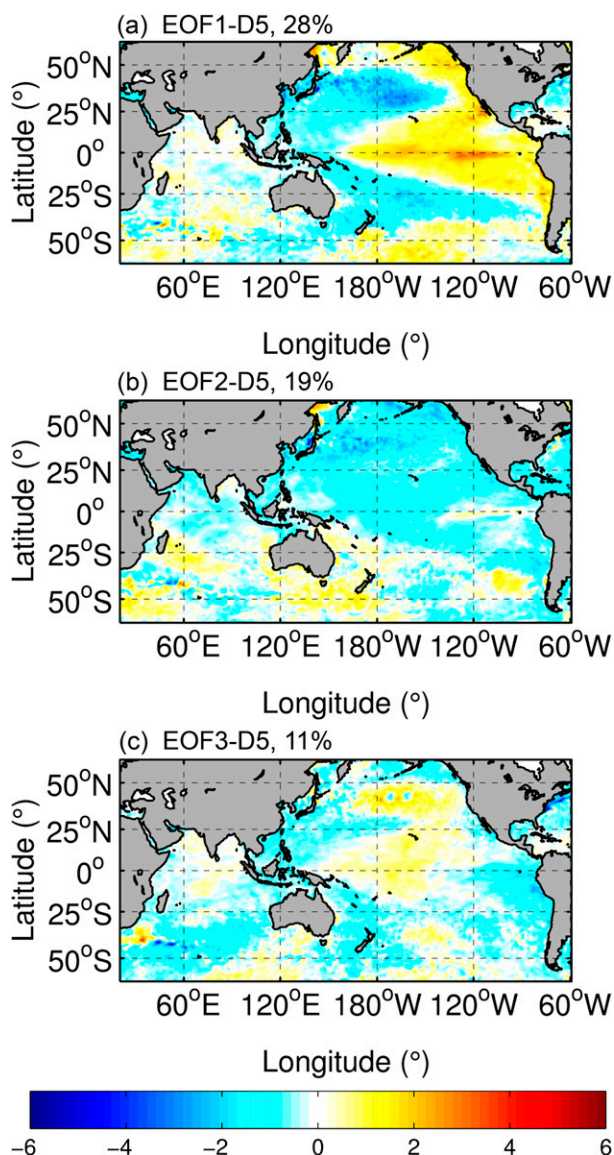 (a) EOF1-D5, 28%
50°N
25°N
0°
25°S
50°S
Latitude (°)
60°E 120°E 180°W 120°W 60°W
Longitude (°)
(b) EOF2-D5, 19%
50°N
25°N
0°
25°S
50°S
Latitude (°)
60°E 120°E 180°W 120°W 60°W
Longitude (°)
(c) EOF3-D5, 11%
50°N
25°N
0°
25°S
50°S
Latitude (°)
60°E 120°E 180°W 120°W 60°W
Longitude (°)
−6 −4 −2 0 2 4 6